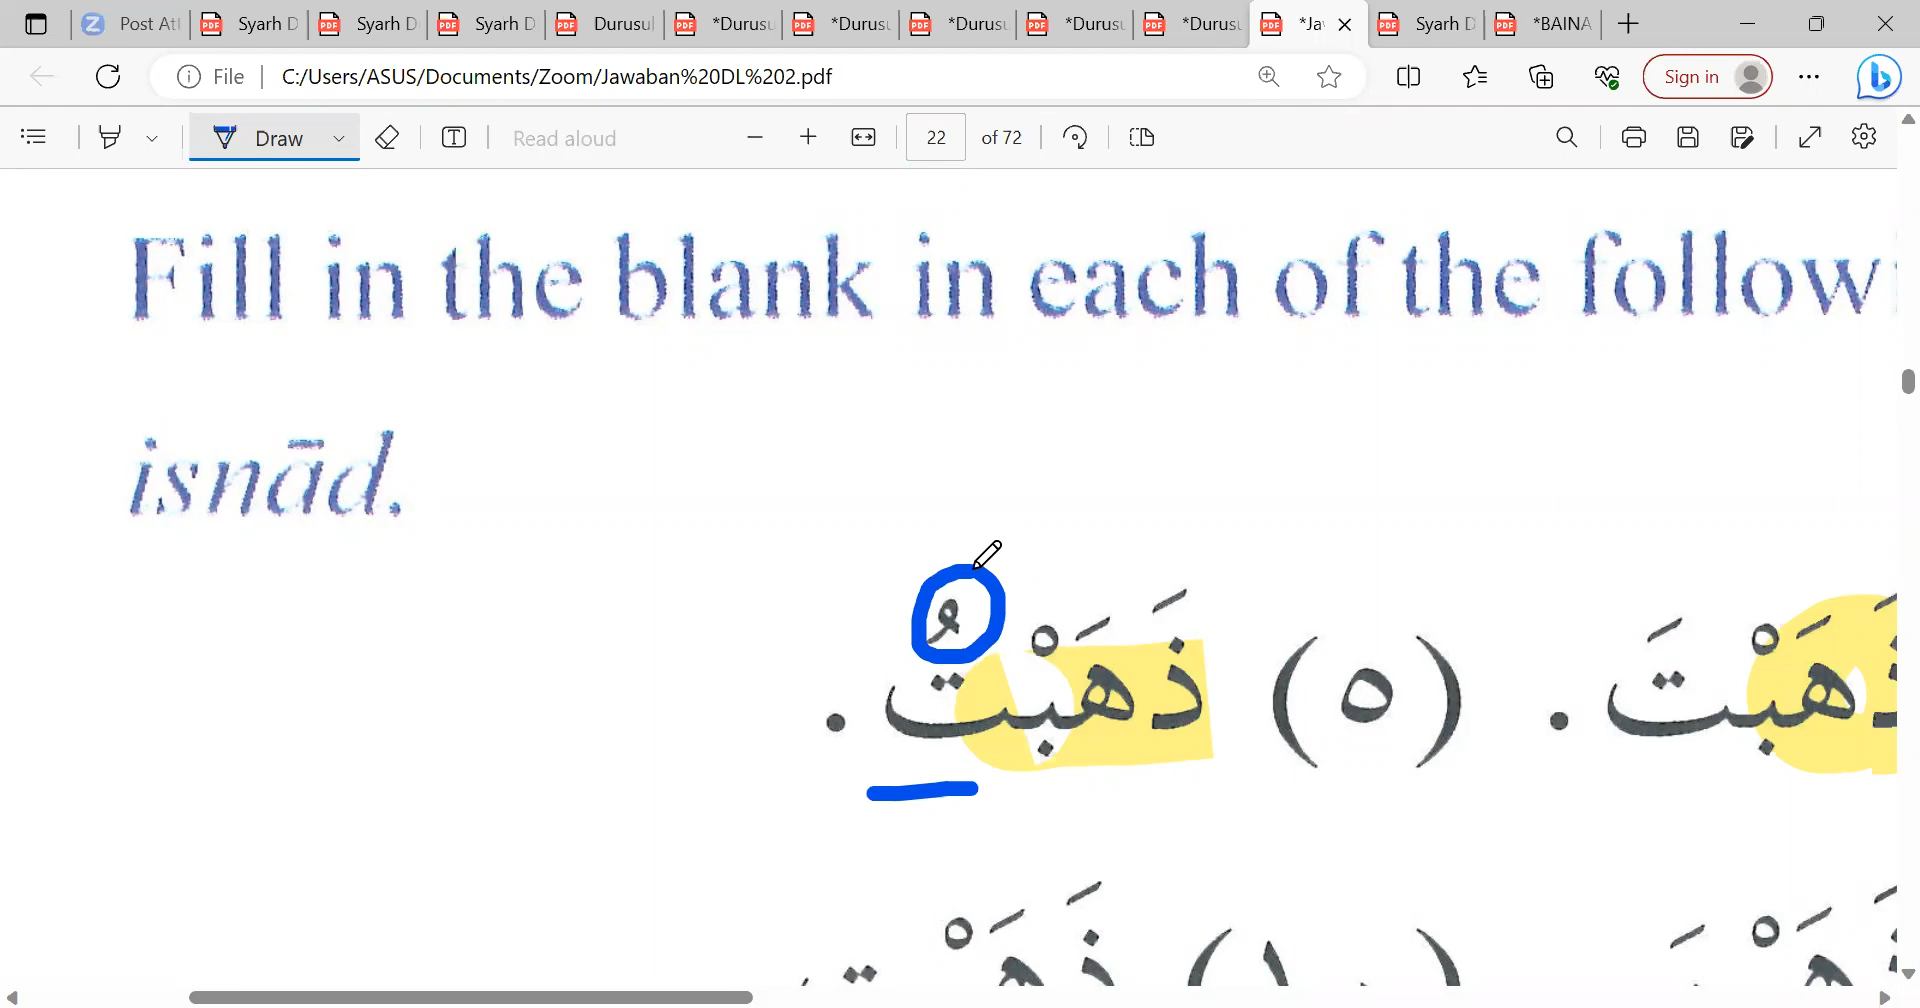 Post Att
Syarh D
Syarh D
Syarh D
Durusul
*Durusu
*Durusu
*Durusu
*Durusu
*Durusu
*Ja
Syarh D
*BAINA
File
C:/Users/ASUS/Documents/Zoom/Jawaban%20DL%202.pdf
Sign in
Draw
Read aloud
22 of 72
Fill in the blank in each of the follow
isnād.
ذَهَبْتَ . (٥) ذَهَبْتُ .